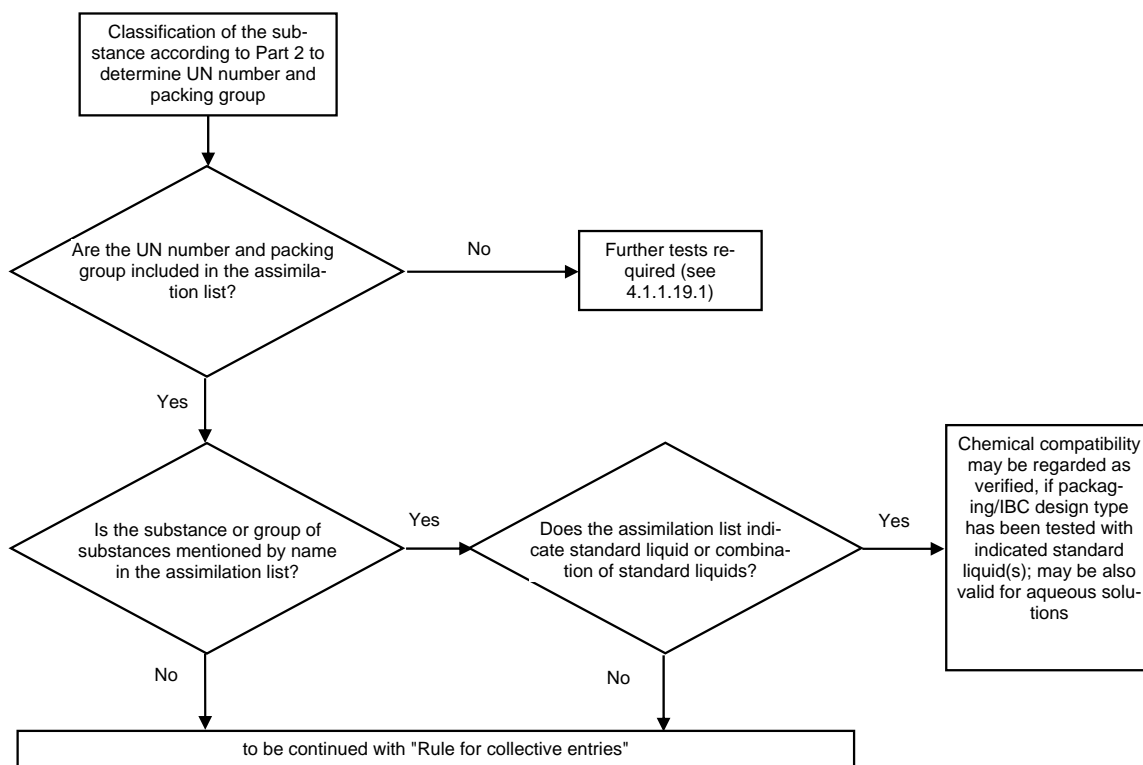 Classification of the sub-
stance according to Part 2 to
determine UN number and
packing group
Are the UN number and packing
group included in the assimila-
tion list?
No
Further tests re-
quired (see
4.1.1.19.1)
Yes
Is the substance or group of
substances mentioned by name
in the assimilation list?
Yes
Does the assimilation list indi-
cate standard liquid or combina-
tion of standard liquids?
Yes
Chemical compatibility
may be regarded as
verified, if packag-
ing/IBC design type
has been tested with
indicated standard
liquid(s); may be also
valid for aqueous solu-
tions
No
No
to be continued with "Rule for collective entries"